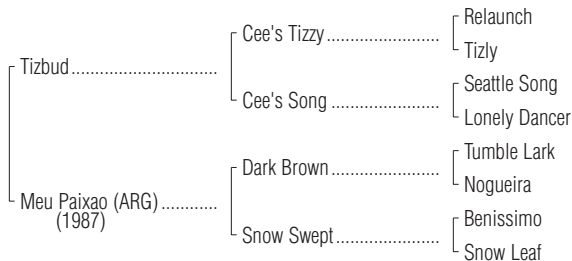 Relaunch
Cee's Tizzy........................
Tizly
Tizbud................................
Seattle Song
Cee's Song ........................
Lonely Dancer
Tumble Lark
Dark Brown........................
Nogueira
Meu Paixao (ARG)............
(1987)
Benissimo
Snow Swept.......................
Snow Leaf